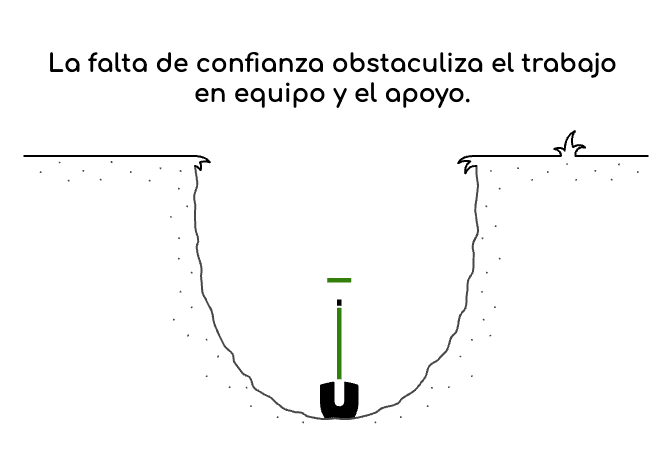 La falta de confianza obstaculiza el trabajo
en equipo y el apoyo.